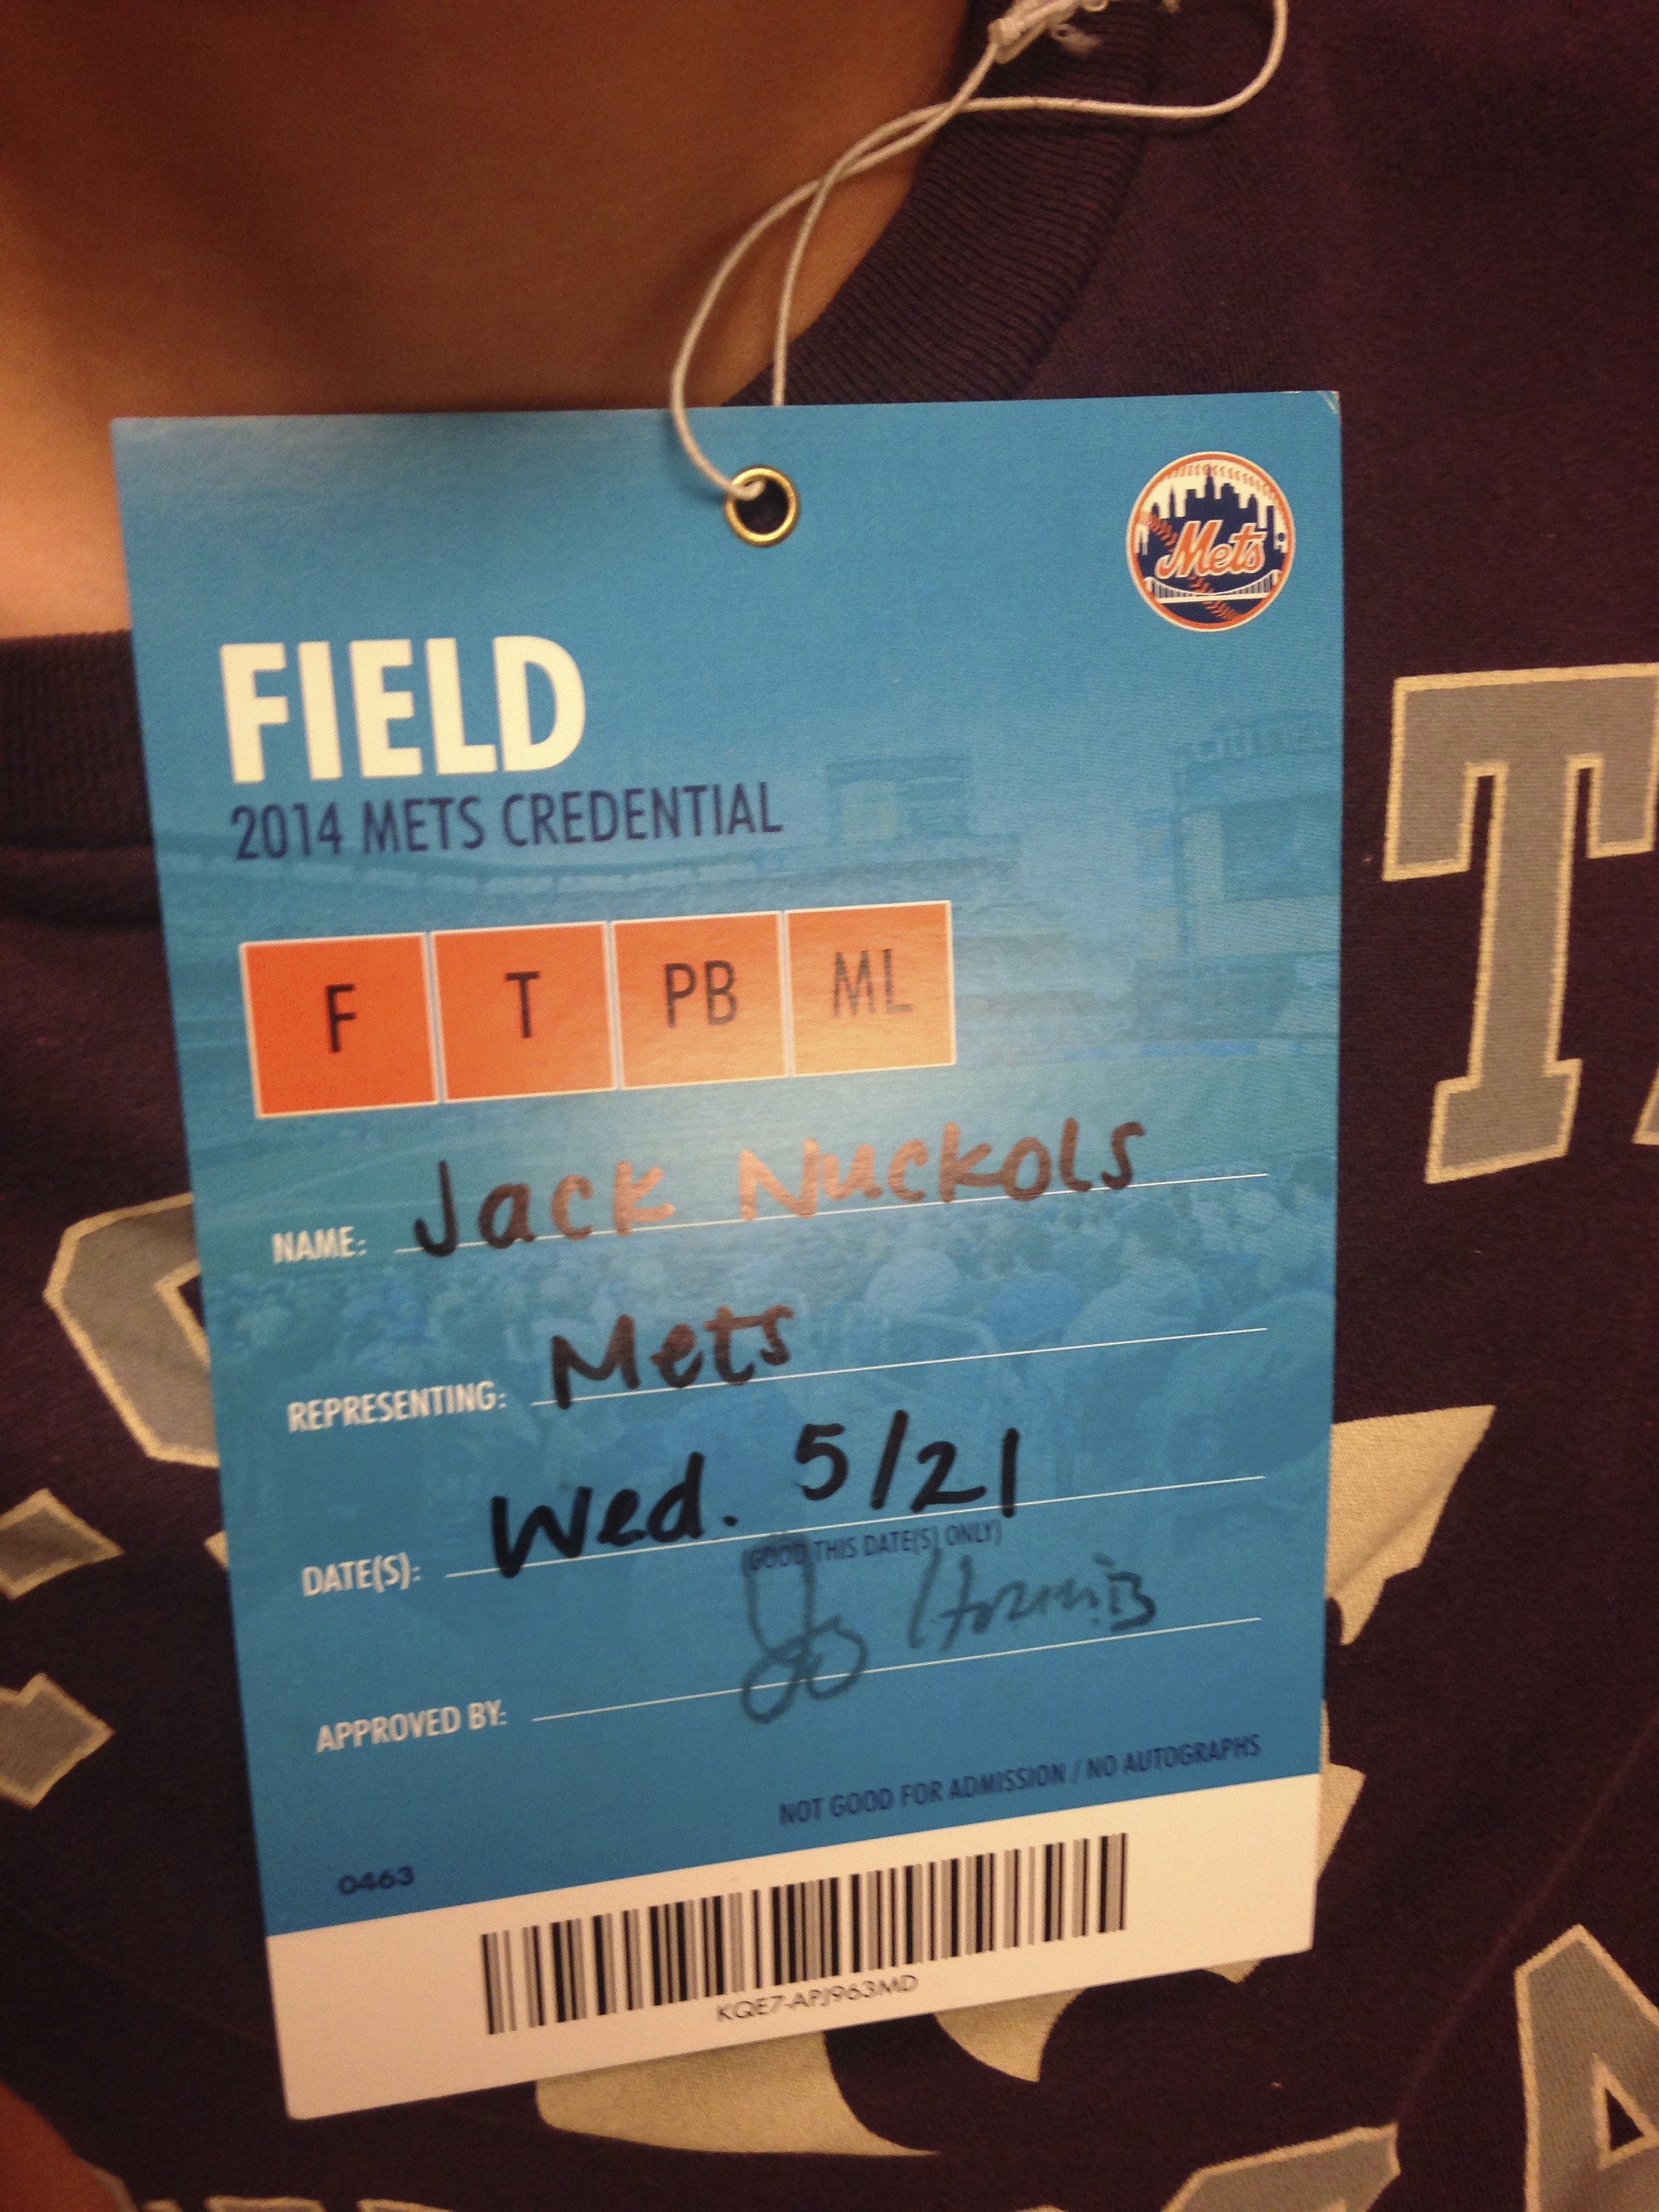 Mets
FIELD
2014 METS CREDENTIAL
F T PB ML
NAME: Jack Nuckols
REPRESENTING: Mets
DATE(S): Wed. 5/21
(GOOD THIS DATE(S) ONLY)
APPROVED BY:
NOT GOOD FOR ADMISSION / NO AUTOGRAPHS
0463
KQE7-APJ963MD
T